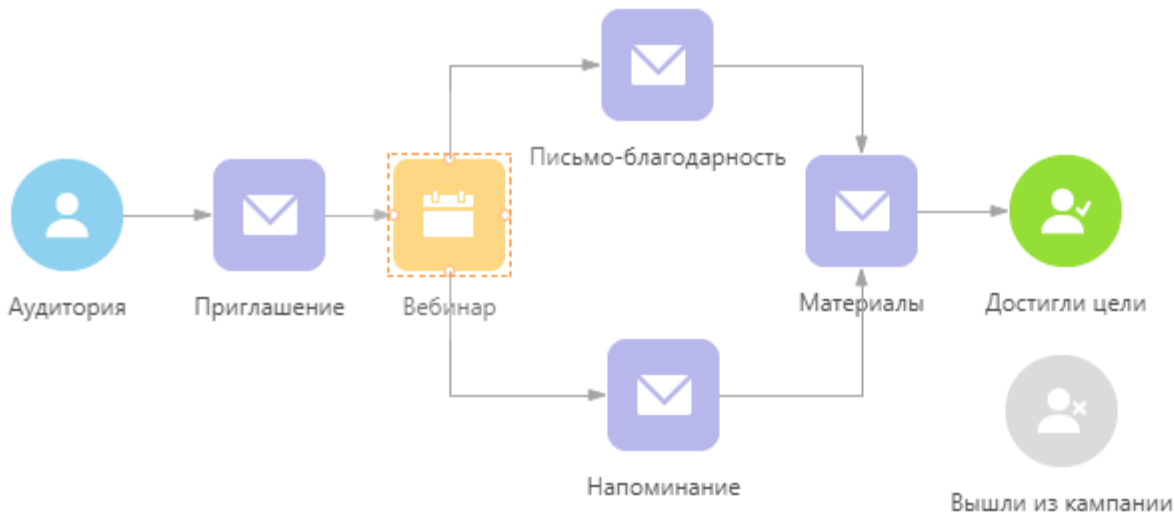 Письмо-благодарность
Аудитория
Приглашение
Вебинар
Материалы
Достигли цели
Напоминание
Вышли из кампании